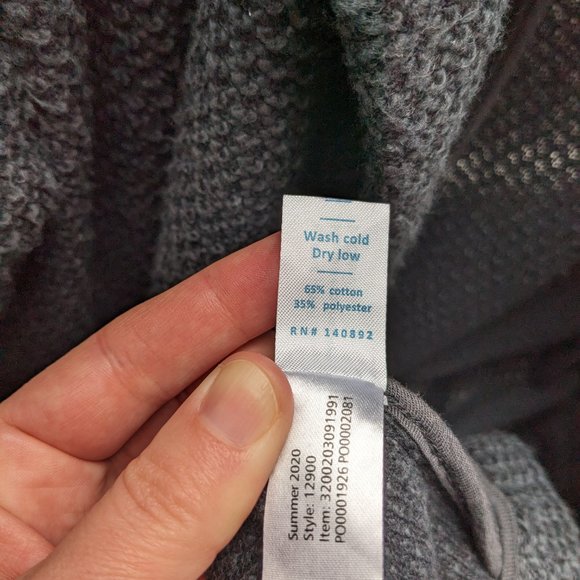 Wash cold
Dry low
65% cotton
35% polyester
RN# 140892
Summer 2020
Style: 12900
Item: 3200203091991
PO0001926 PO0002081